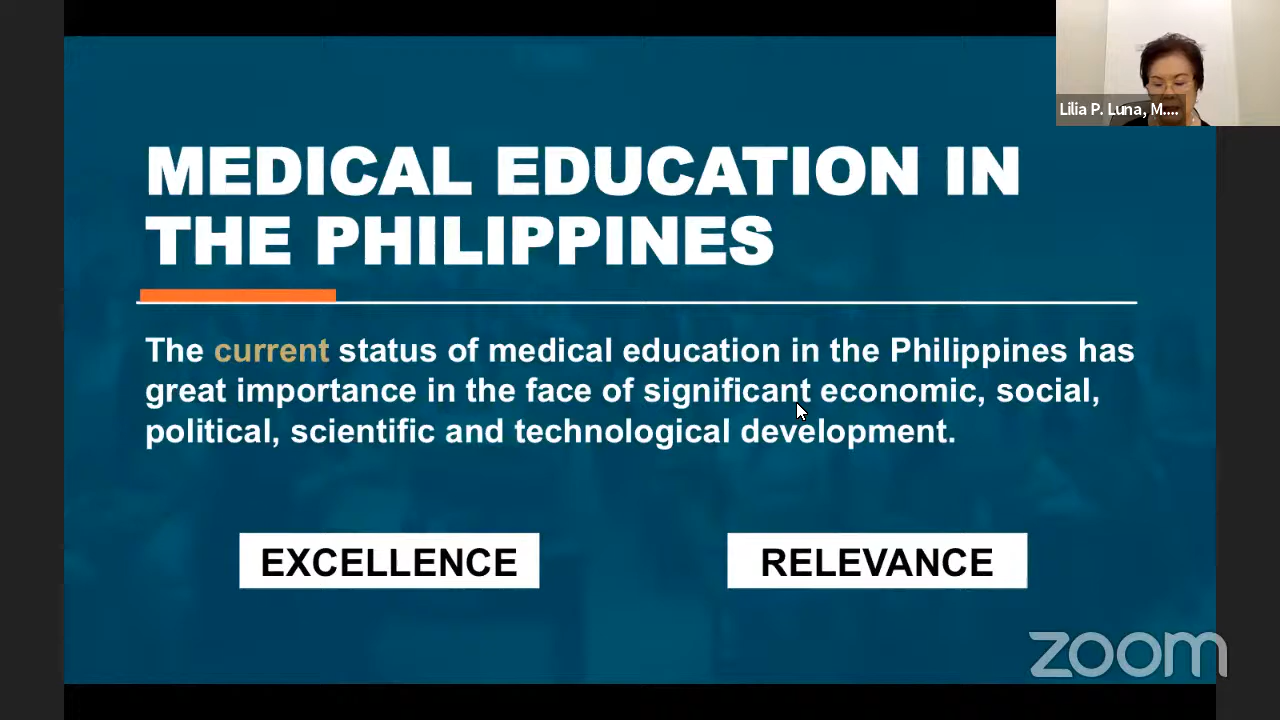 Lilia P. Luna, M....
MEDICAL EDUCATION IN
THE PHILIPPINES
The current status of medical education in the Philippines has
great importance in the face of significant economic, social,
political, scientific and technological development.
EXCELLENCE
RELEVANCE
zoom